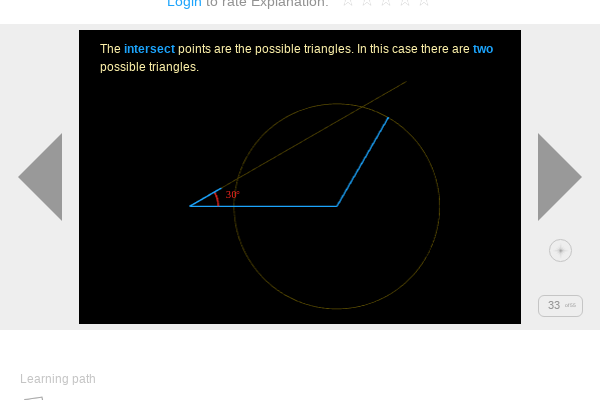 Login to rate Explanation:
The intersect points are the possible triangles. In this case there are two
possible triangles.
30°
33 of55
Learning path